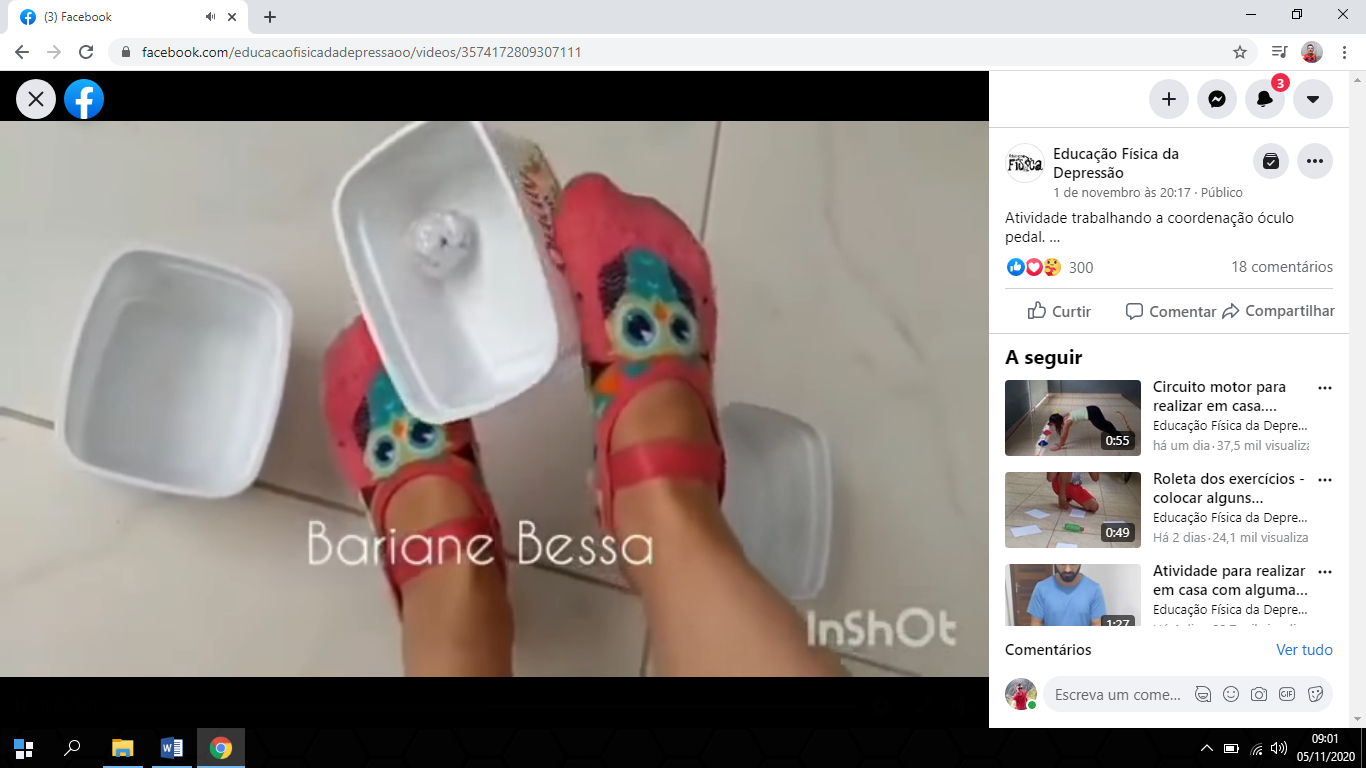 (3) Facebook
facebook.com/educacaofisicadadepressaoo/videos/3574172809307111
3
Educação Física da
Depressão
1 de novembro às 20:17 · Público
Atividade trabalhando a coordenação óculo
pedal. ...
300
18 comentários
Curtir
Comentar
Compartilhar
A seguir
Circuito motor para
realizar em casa....
Educação Física da Depre...
há um dia · 37,5 mil visualiza
0:55
Roleta dos exercícios -
colocar alguns...
Educação Física da Depre...
Há 2 dias · 24,1 mil visualiza
0:49
Atividade para realizar
em casa com alguma...
Educação Física da Depre...
1:27
Comentários
Ver tudo
Escreva um come...
GIF
Bariane Bessa
InShOt
09:01
05/11/2020